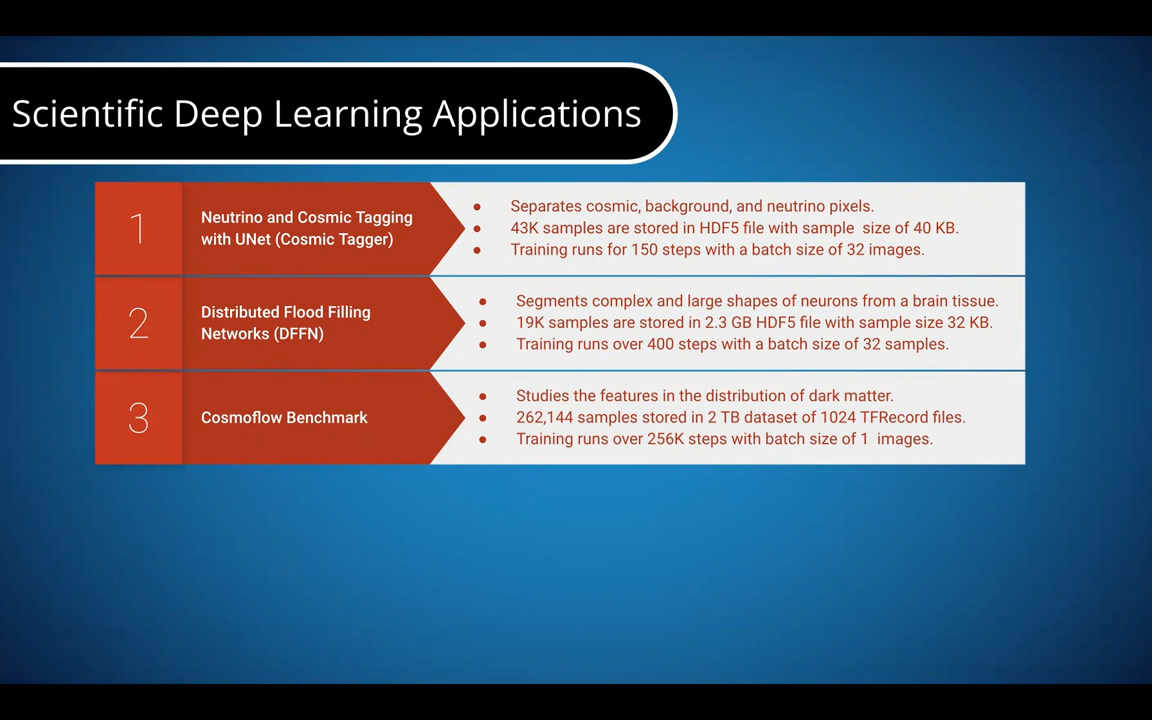 Scientific Deep Learning Applications
1
Neutrino and Cosmic Tagging
with UNet (Cosmic Tagger)
● Separates cosmic, background, and neutrino pixels.
● 43K samples are stored in HDF5 file with sample size of 40 KB.
● Training runs for 150 steps with a batch size of 32 images.
2
Distributed Flood Filling
Networks (DFFN)
● Segments complex and large shapes of neurons from a brain tissue.
● 19K samples are stored in 2.3 GB HDF5 file with sample size 32 KB.
● Training runs over 400 steps with a batch size of 32 samples.
3
Cosmoflow Benchmark
● Studies the features in the distribution of dark matter.
● 262,144 samples stored in 2 TB dataset of 1024 TFRecord files.
● Training runs over 256K steps with batch size of 1 images.